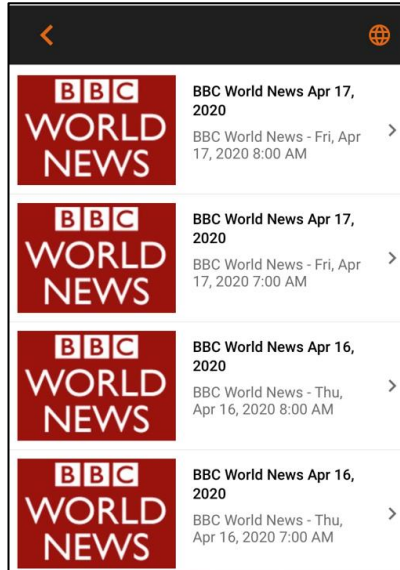 BBC
WORLD
NEWS
BBC World News Apr 17,
2020
BBC World News - Fri, Apr
17, 2020 8:00 AM
BBC
WORLD
NEWS
BBC World News Apr 17,
2020
BBC World News - Fri, Apr
17, 2020 7:00 AM
BBC
WORLD
NEWS
BBC World News Apr 16,
2020
BBC World News - Thu,
Apr 16, 2020 8:00 AM
BBC
WORLD
NEWS
BBC World News Apr 16,
2020
BBC World News - Thu,
Apr 16, 2020 7:00 AM